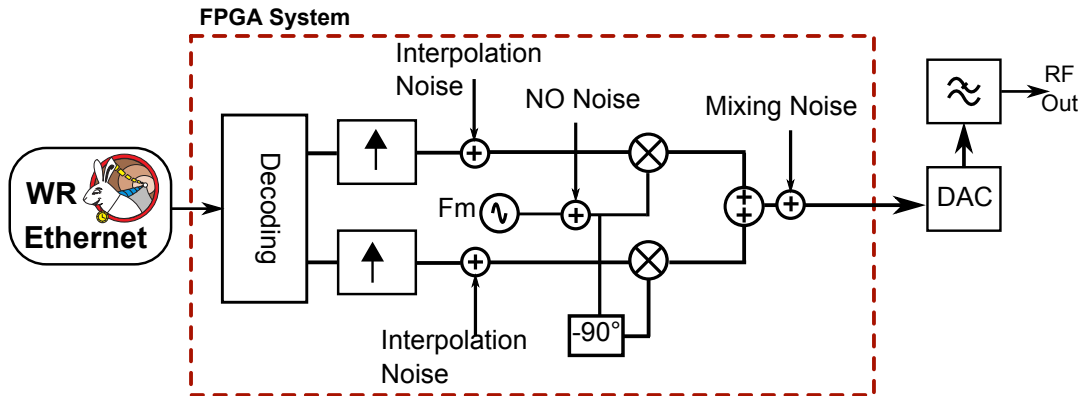 FPGA System
Interpolation
Noise
NO Noise
Mixing Noise
RF
Out
Decoding
WR
Ethernet
Fm
DAC
-90°
Interpolation
Noise